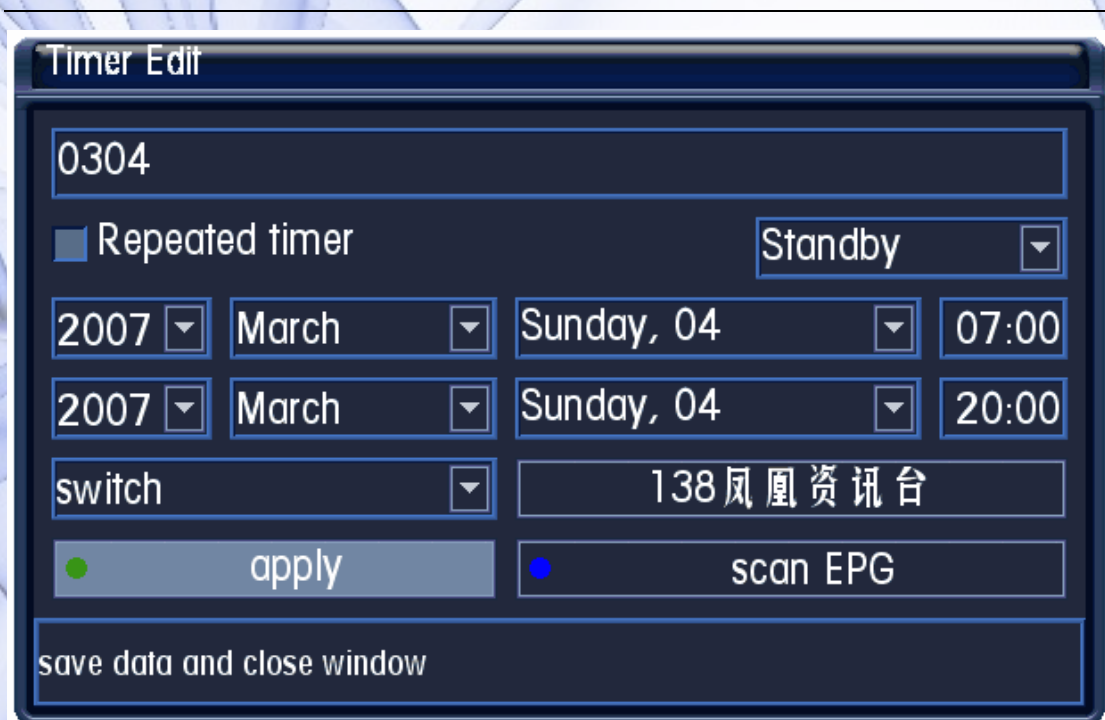 Timer Edit
0304
Repeated timer Standby
2007 March Sunday, 04 07:00
2007 March Sunday, 04 20:00
switch 138凤凰资讯台
apply scan EPG
save data and close window